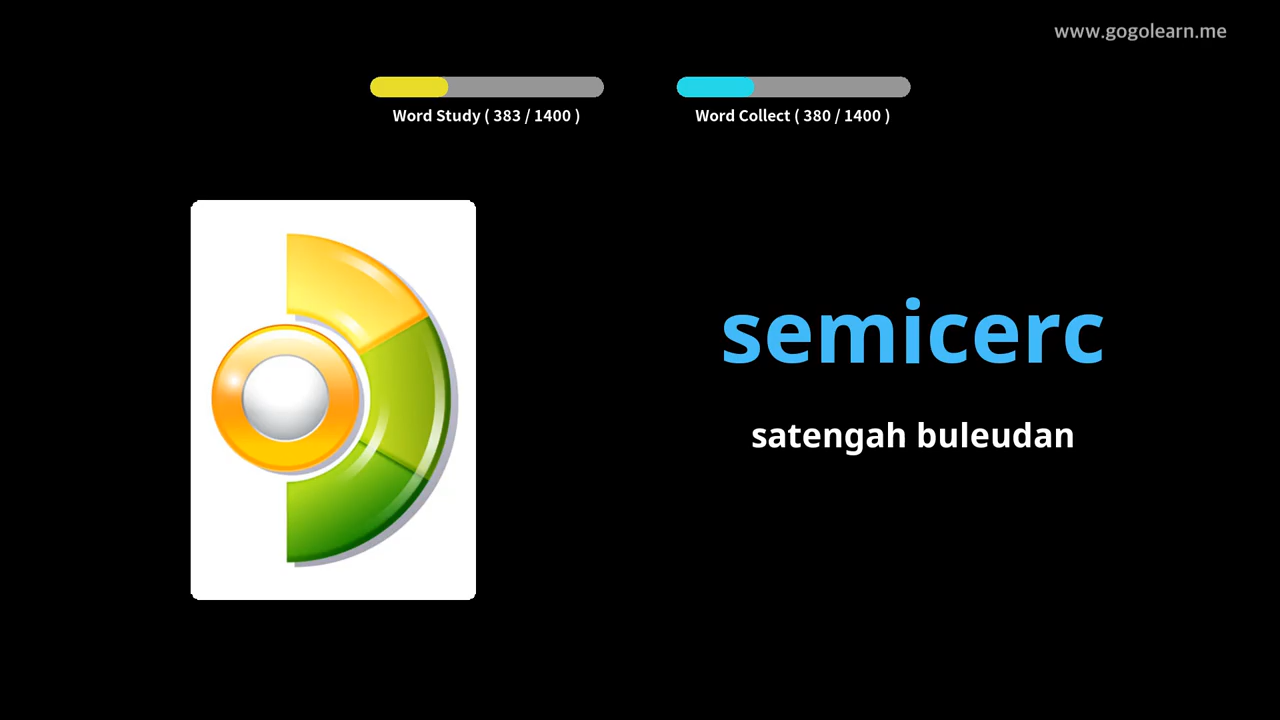 www.gogolearn.me
Word Study ( 383 / 1400 )
Word Collect ( 380 / 1400 )
semicerc
satengah buleudan